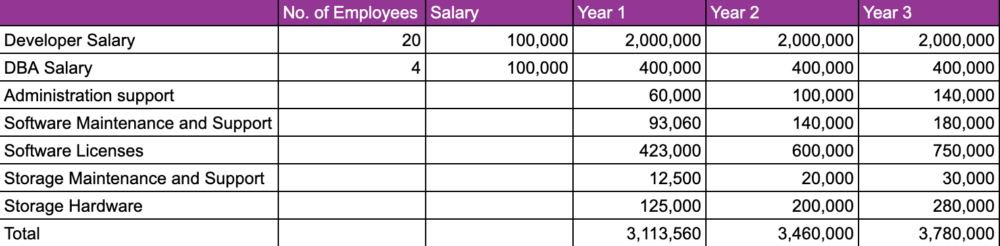 No. of Employees Salary Year 1 Year 2 Year 3
Developer Salary 20 100,000 2,000,000 2,000,000 2,000,000
DBA Salary 4 100,000 400,000 400,000 400,000
Administration support 60,000 100,000 140,000
Software Maintenance and Support 93,060 140,000 180,000
Software Licenses 423,000 600,000 750,000
Storage Maintenance and Support 12,500 20,000 30,000
Storage Hardware 125,000 200,000 280,000
Total 3,113,560 3,460,000 3,780,000